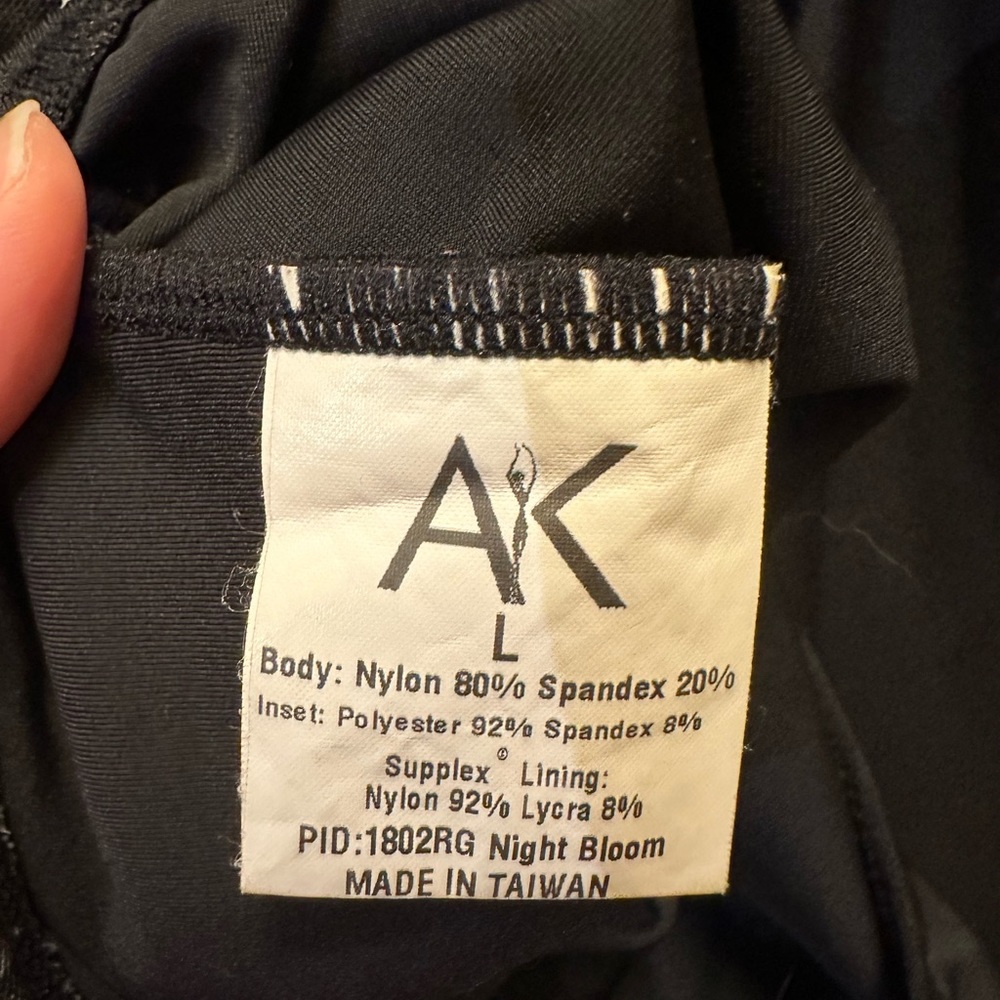 AK
L
Body: Nylon 80% Spandex 20%
Inset: Polyester 92% Spandex 8%
Supplex® Lining:
Nylon 92% Lycra 8%
PID:1802RG Night Bloom
MADE IN TAIWAN